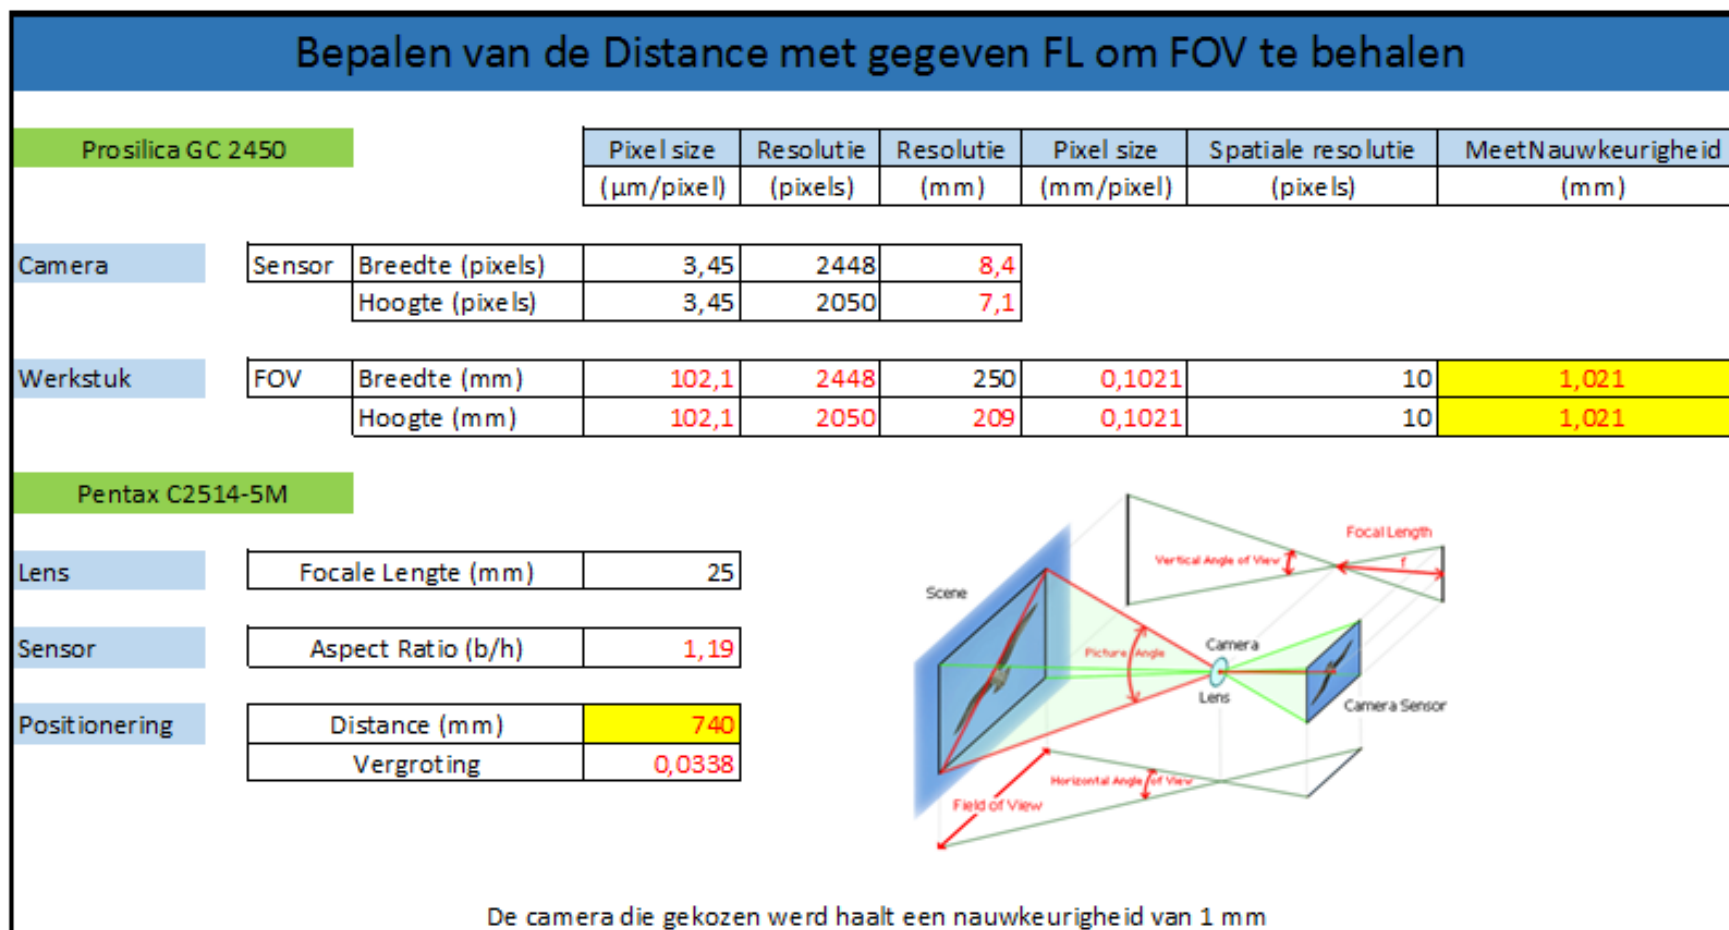 Bepalen van de Distance met gegeven FL om FOV te behalen
Prosilica GC 2450 Pixel size Resolutie Resolutie Pixel size Spatiale resolutie MeetNauwkeurigheid
(µm/pixel) (pixels) (mm) (mm/pixel) (pixels) (mm)
Camera Sensor Breedte (pixels) 3,45 2448 8,4
Hoogte (pixels) 3,45 2050 7,1
Werkstuk FOV Breedte (mm) 102,1 2448 250 0,1021 10 1,021
Hoogte (mm) 102,1 2050 209 0,1021 10 1,021
Pentax C2514-5M
Lens Focale Lengte (mm) 25
Sensor Aspect Ratio (b/h) 1,19
Positionering Distance (mm) 740
Vergroting 0,0338
Focal Length
Vertical Angle of View
f
Scene
Picture Angle
Camera
Lens
Camera Sensor
Horizontal Angle of View
Field of View
De camera die gekozen werd haalt een nauwkeurigheid van 1 mm